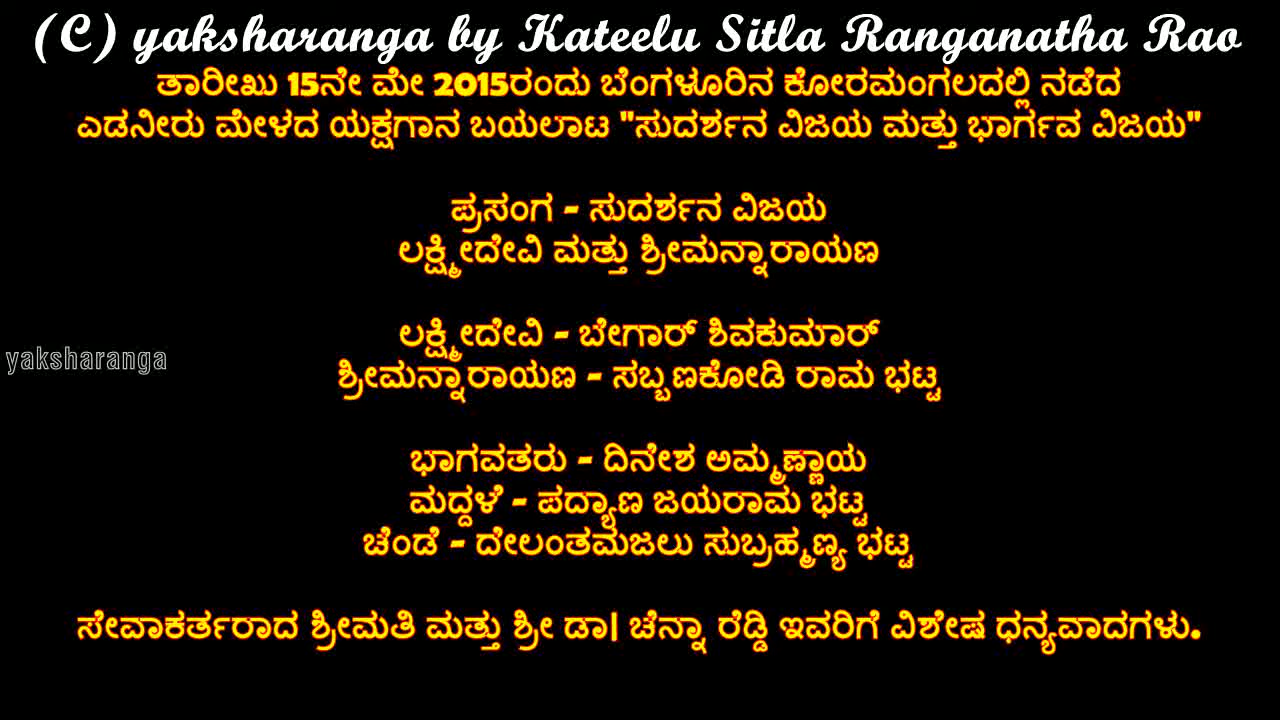 (C) yaksharanga by Kateelu Sitla Ranganatha Rao
ತಾರೀಖು 15ನೇ ಮೇ 2015ರಂದು ಬೆಂಗಳೂರಿನ ಕೋರಮಂಗಲದಲ್ಲಿ ನಡೆದ
ಎಡನೀರು ಮೇಳದ ಯಕ್ಷಗಾನ ಬಯಲಾಟ "ಸುದರ್ಶನ ವಿಜಯ ಮತ್ತು ಭಾರ್ಗವ ವಿಜಯ"
ಪ್ರಸಂಗ - ಸುದರ್ಶನ ವಿಜಯ
ಲಕ್ಷ್ಮೀದೇವಿ ಮತ್ತು ಶ್ರೀಮನ್ನಾರಾಯಣ
ಲಕ್ಷ್ಮೀದೇವಿ - ಬೇಗಾರ್ ಶಿವಕುಮಾರ್
yaksharanga
ಶ್ರೀಮನ್ನಾರಾಯಣ - ಸಬ್ಬಣಕೋಡಿ ರಾಮ ಭಟ್ಟ
ಭಾಗವತರು - ದಿನೇಶ ಅಮ್ಮಣ್ಣಾಯ
ಮದ್ದಳೆ - ಪದ್ಯಾಣ ಜಯರಾಮ ಭಟ್ಟ
ಚೆಂಡೆ - ದೇಲಂತಮಜಲು ಸುಬ್ರಹ್ಮಣ್ಯ ಭಟ್ಟ
ಸೇವಾಕರ್ತರಾದ ಶ್ರೀಮತಿ ಮತ್ತು ಶ್ರೀ ಡಾ| ಚೆನ್ನಾ ರೆಡ್ಡಿ ಇವರಿಗೆ ವಿಶೇಷ ಧನ್ಯವಾದಗಳು.